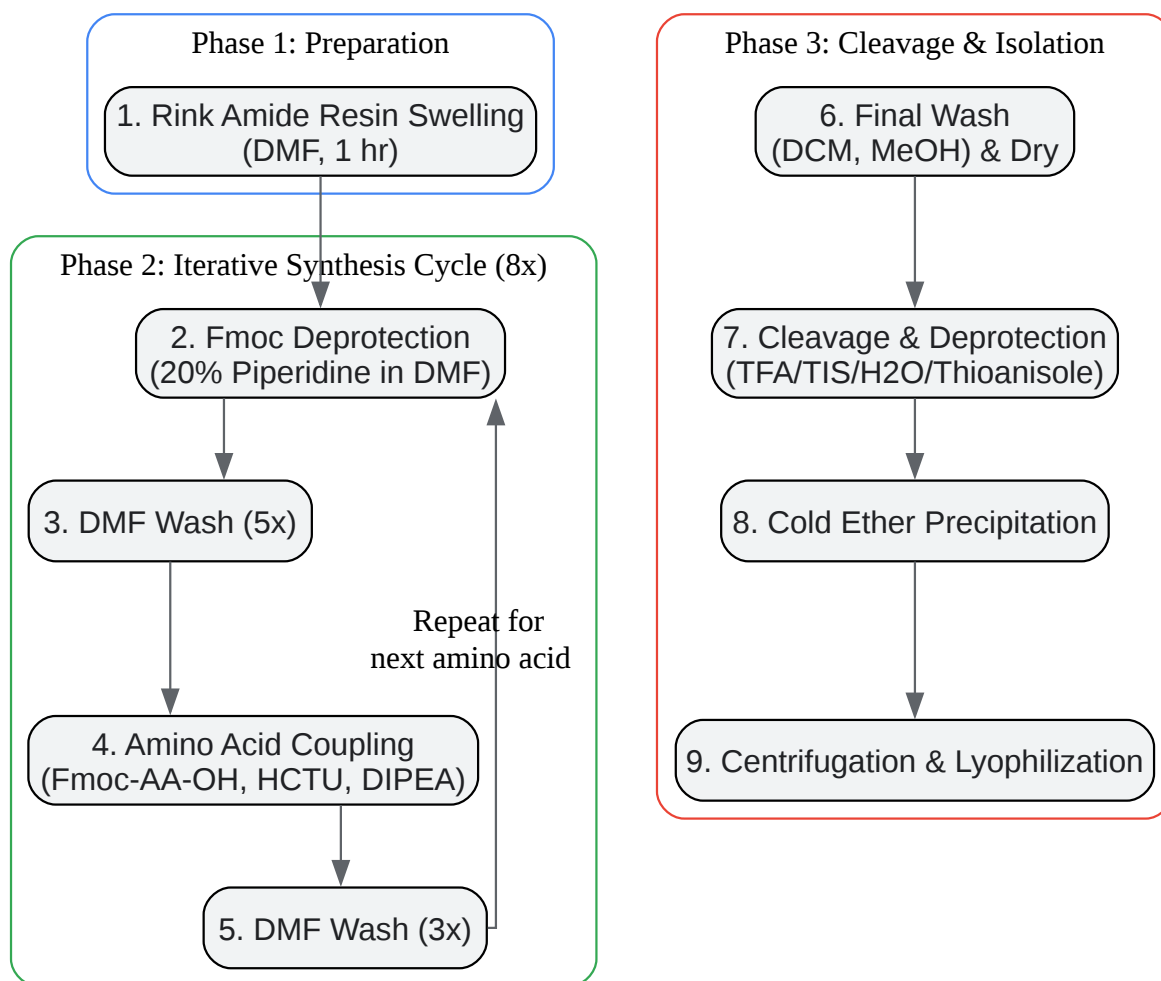 Phase 1: Preparation
1. Rink Amide Resin Swelling
(DMF, 1 hr)
Phase 2: Iterative Synthesis Cycle (8x)
2. Fmoc Deprotection
(20% Piperidine in DMF)
3. DMF Wash (5x)
Repeat for
next amino acid
4. Amino Acid Coupling
(Fmoc-AA-OH, HCTU, DIPEA)
5. DMF Wash (3x)
Phase 3: Cleavage & Isolation
6. Final Wash
(DCM, MeOH) & Dry
7. Cleavage & Deprotection
(TFA/TIS/H2O/Thioanisole)
8. Cold Ether Precipitation
9. Centrifugation & Lyophilization